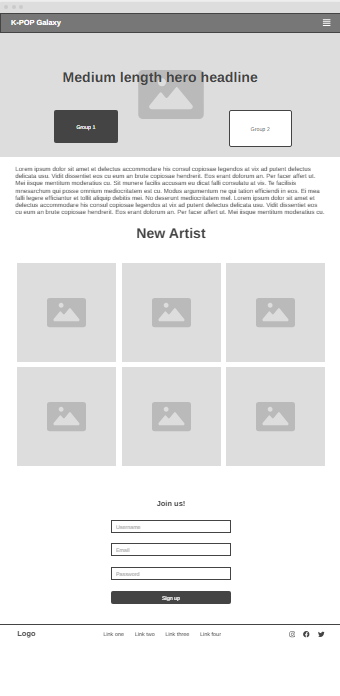 K-POP Galaxy
Medium length hero headline
Group 1
Group 2
Lorem ipsum dolor sit amet et delectus accommodare his consul copiosae legendos at vix ad putent delectus
delicata usu. Vidit dissentiet eos cu eum an brute copiosae hendrerit. Eos erant dolorum an. Per facer affert ut.
Mei iisque mentitum moderatius cu. Sit munere facilis accusam eu dicat falli consulatu at vis. Te facilisis
mnesarchum qui posse omnium mediocritatem est cu. Modus argumentum ne qui tation efficiendi in eos. Ei mea
falli legere efficiantur et tollit aliquip debitis mei. No deserunt mediocritatem mel. Lorem ipsum dolor sit amet et
delectus accommodare his consul copiosae legendos at vix ad putent delectus delicata usu. Vidit dissentiet eos
cu eum an brute copiosae hendrerit. Eos erant dolorum an. Per facer affert ut. Mei iisque mentitum moderatius cu.
New Artist
Join us!
Username
Email
Password
Sign up
Logo
Link one Link two Link three Link four